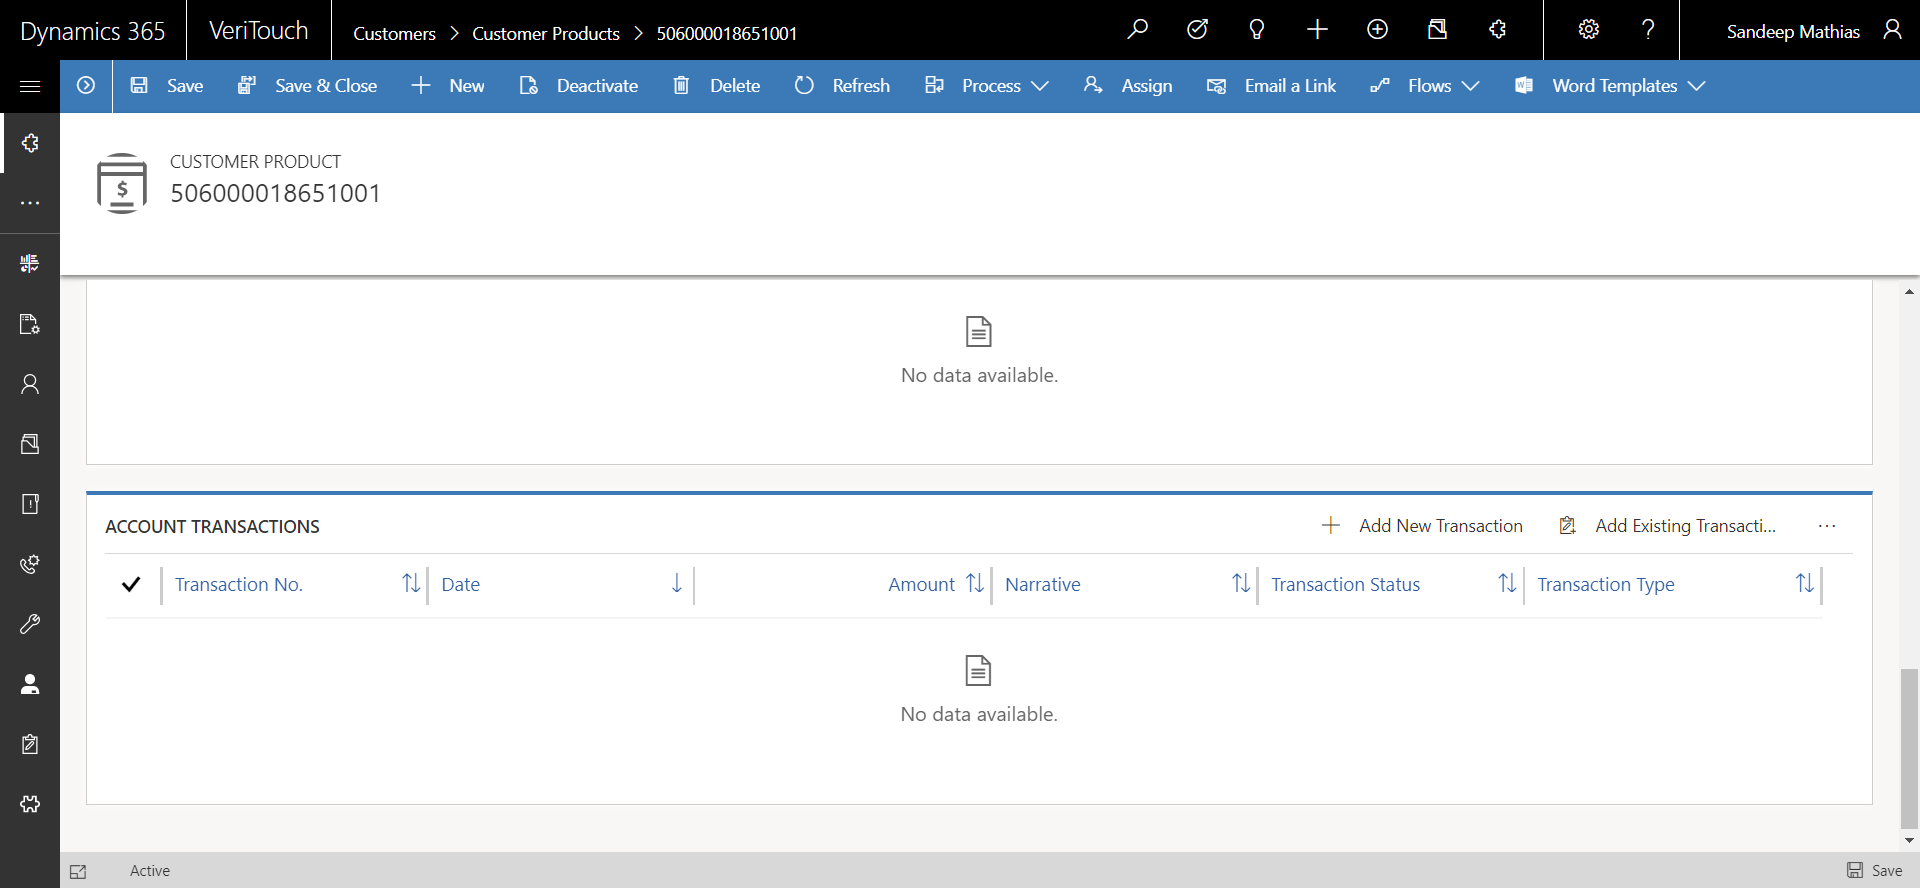 Dynamics 365 VeriTouch Customers > Customer Products > 506000018651001 Sandeep Mathias
Save Save & Close New Deactivate Delete Refresh Process Assign Email a Link Flows Word Templates
CUSTOMER PRODUCT
506000018651001
No data available.
ACCOUNT TRANSACTIONS Add New Transaction Add Existing Transacti... ...
Transaction No. Date Amount Narrative Transaction Status Transaction Type
No data available.
Active Save